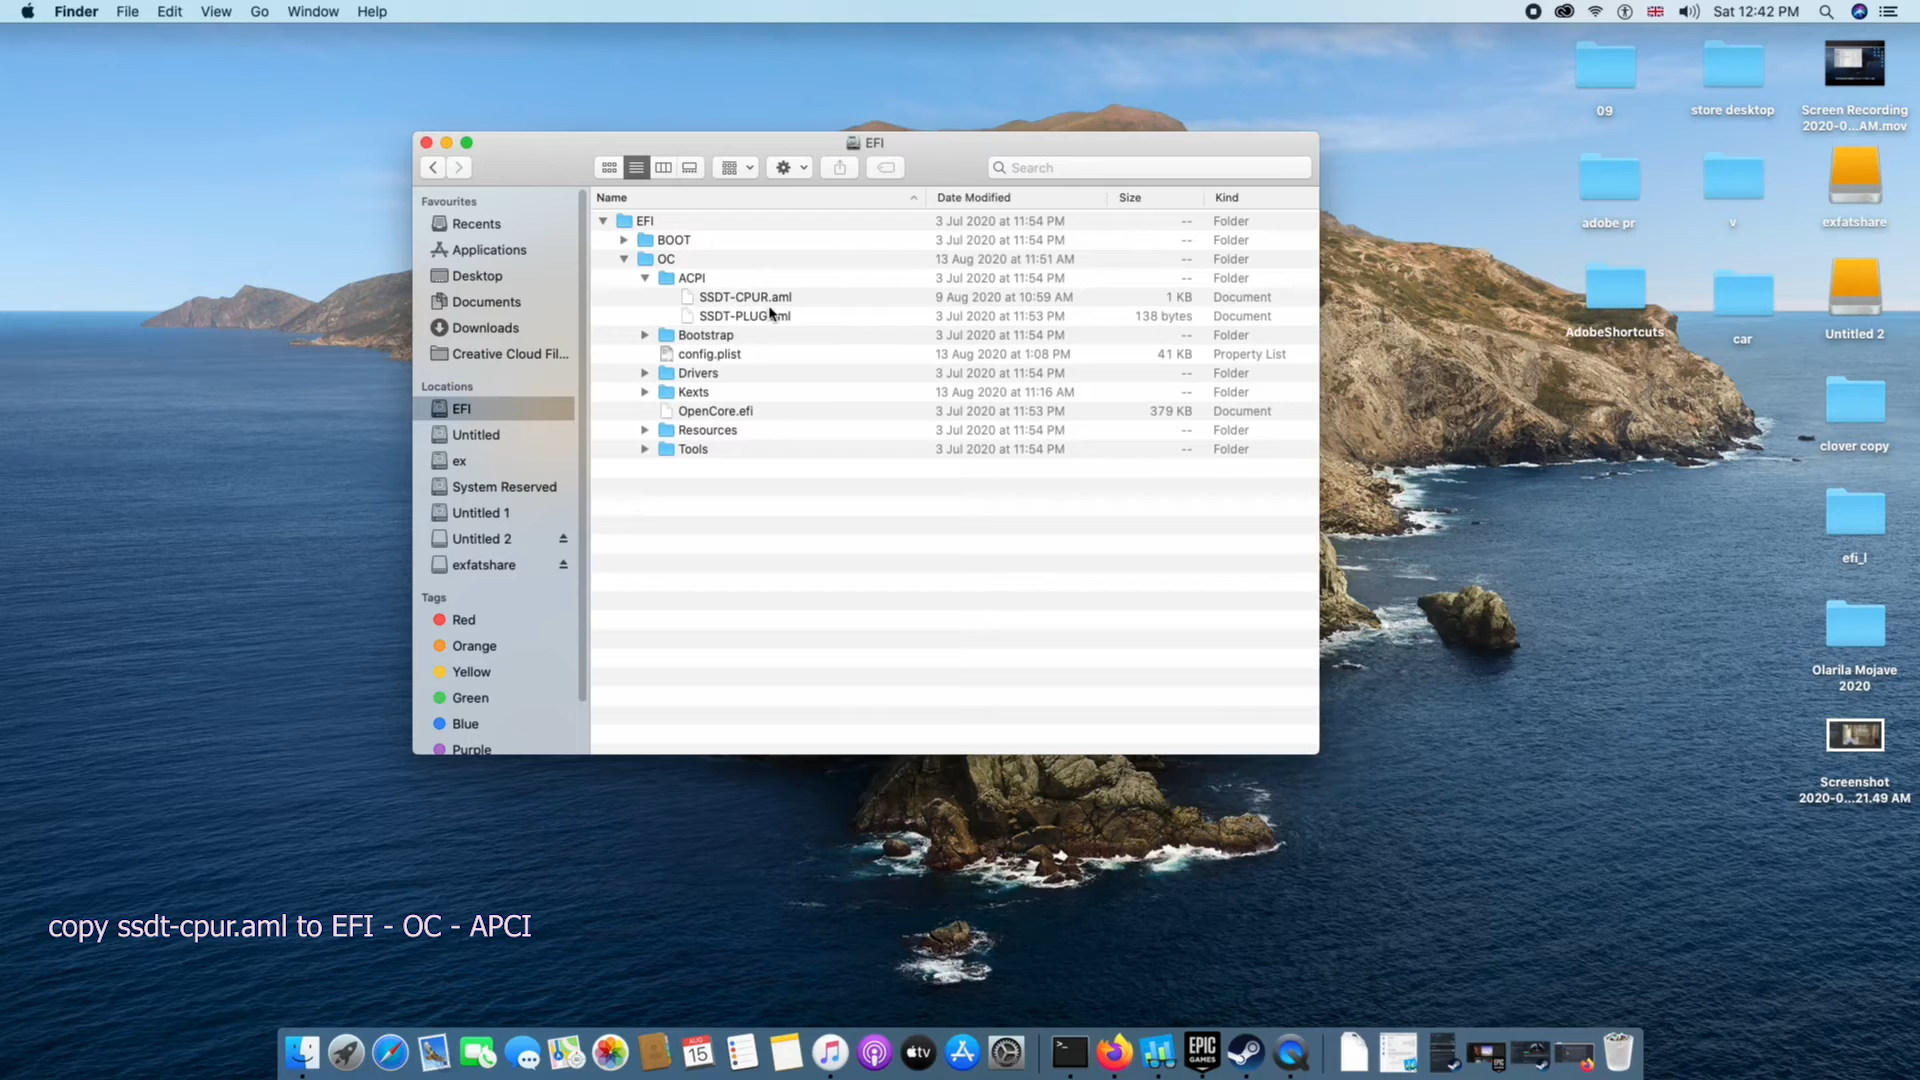 Finder File Edit View Go Window Help
Sat 12:42 PM
EFI
Search
Favourites
Recents
Applications
Desktop
Documents
Downloads
Creative Cloud Fil...
Locations
EFI
Untitled
ex
System Reserved
Untitled 1
Untitled 2
exfatshare
Tags
Red
Orange
Yellow
Green
Blue
Purple
Name Date Modified Size Kind
EFI 3 Jul 2020 at 11:54 PM -- Folder
BOOT 3 Jul 2020 at 11:54 PM -- Folder
OC 13 Aug 2020 at 11:51 AM -- Folder
ACPI 3 Jul 2020 at 11:54 PM -- Folder
SSDT-CPUR.aml 9 Aug 2020 at 10:59 AM 1 KB Document
SSDT-PLUG.aml 3 Jul 2020 at 11:53 PM 138 bytes Document
Bootstrap 3 Jul 2020 at 11:54 PM -- Folder
config.plist 13 Aug 2020 at 1:08 PM 41 KB Property List
Drivers 3 Jul 2020 at 11:54 PM -- Folder
Kexts 13 Aug 2020 at 11:16 AM -- Folder
OpenCore.efi 3 Jul 2020 at 11:53 PM 379 KB Document
Resources 3 Jul 2020 at 11:54 PM -- Folder
Tools 3 Jul 2020 at 11:54 PM -- Folder
09
store desktop
Screen Recording
2020-0...AM.mov
adobe pr
v
exfatshare
AdobeShortcuts
car
Untitled 2
clover copy
efi_l
Olarila Mojave
2020
Screenshot
2020-0...21.49 AM
copy ssdt-cpur.aml to EFI - OC - APCI
AUG
15
tv
EPIC
GAMES